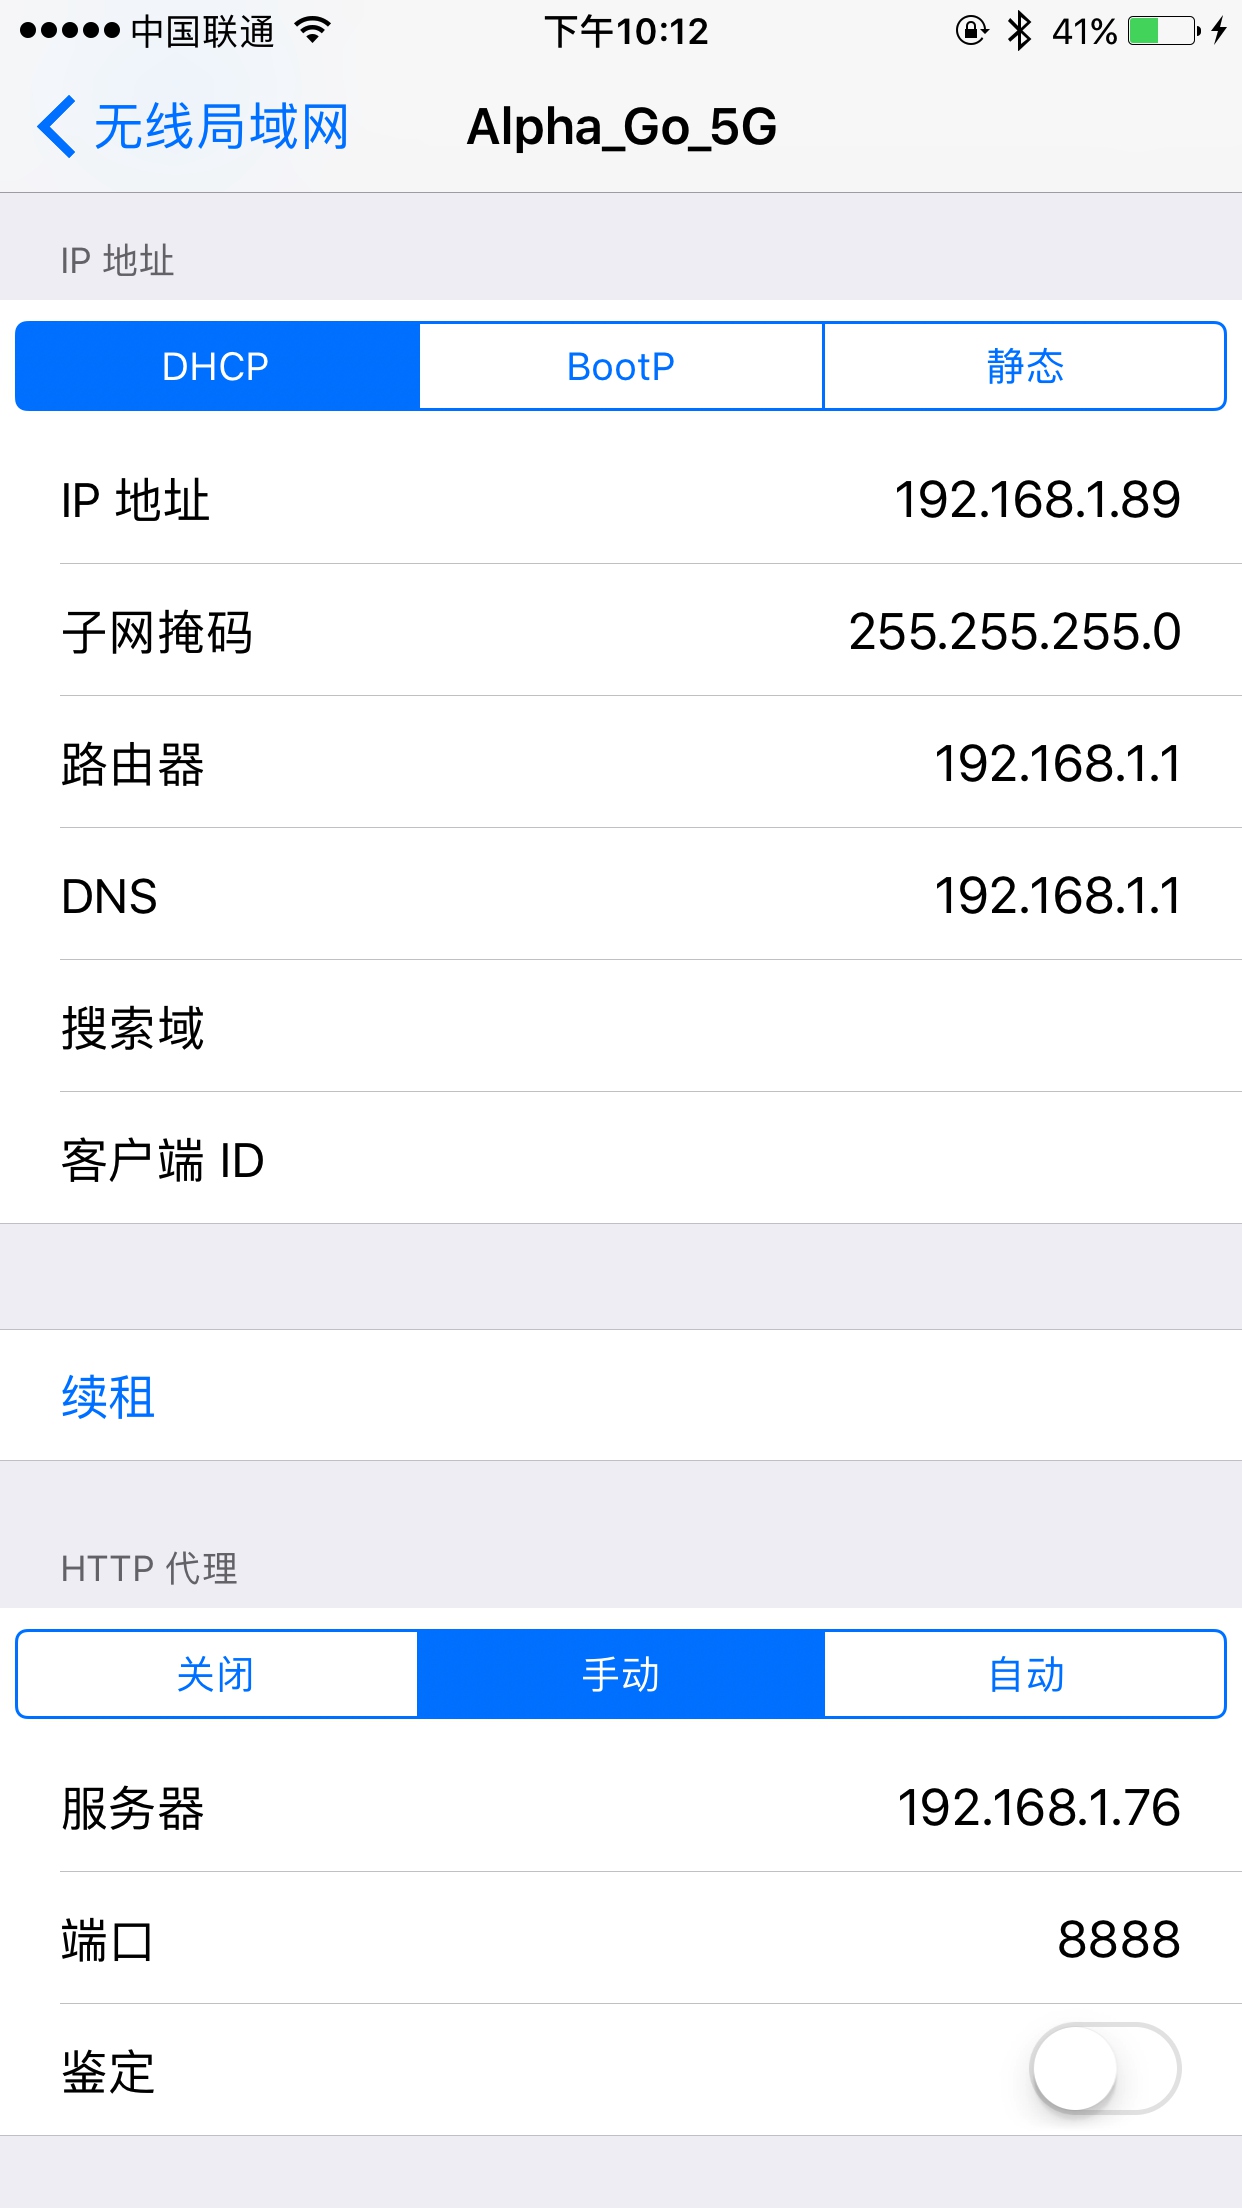 中国联通 下午10:12 41%
无线局域网 Alpha_Go_5G
IP 地址
DHCP BootP 静态
IP 地址 192.168.1.89
子网掩码 255.255.255.0
路由器 192.168.1.1
DNS 192.168.1.1
搜索域
客户端 ID
续租
HTTP 代理
关闭 手动 自动
服务器 192.168.1.76
端口 8888
鉴定